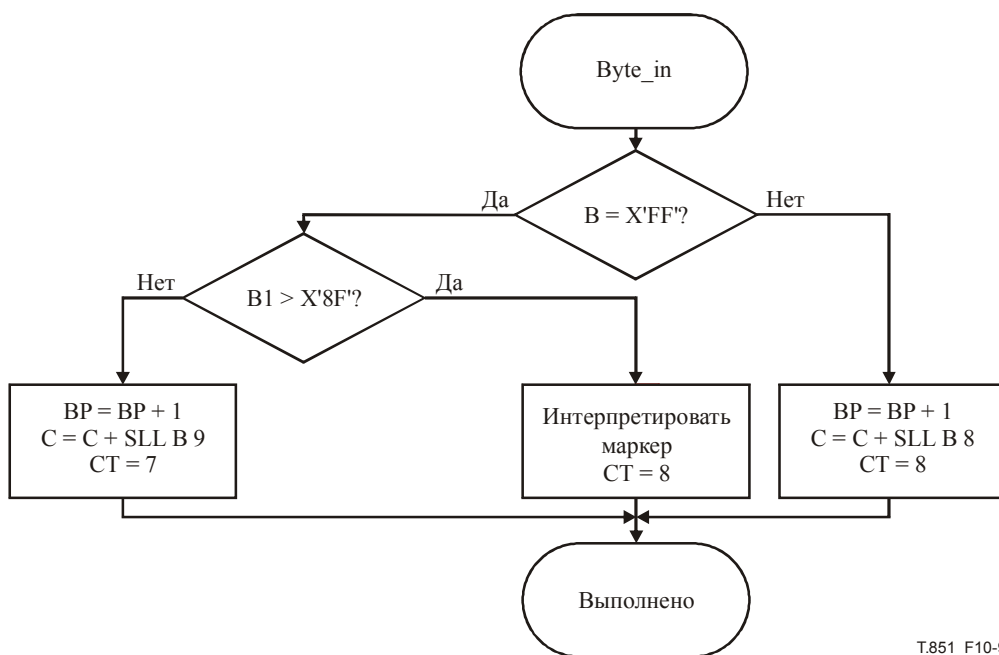 Byte_in
Да
Нет
B = X'FF'?
Нет
Да
B1 > X'8F'?
BP = BP + 1
C = C + SLL B 9
CT = 7
Интерпретировать
маркер
CT = 8
BP = BP + 1
C = C + SLL B 8
CT = 8
Выполнено